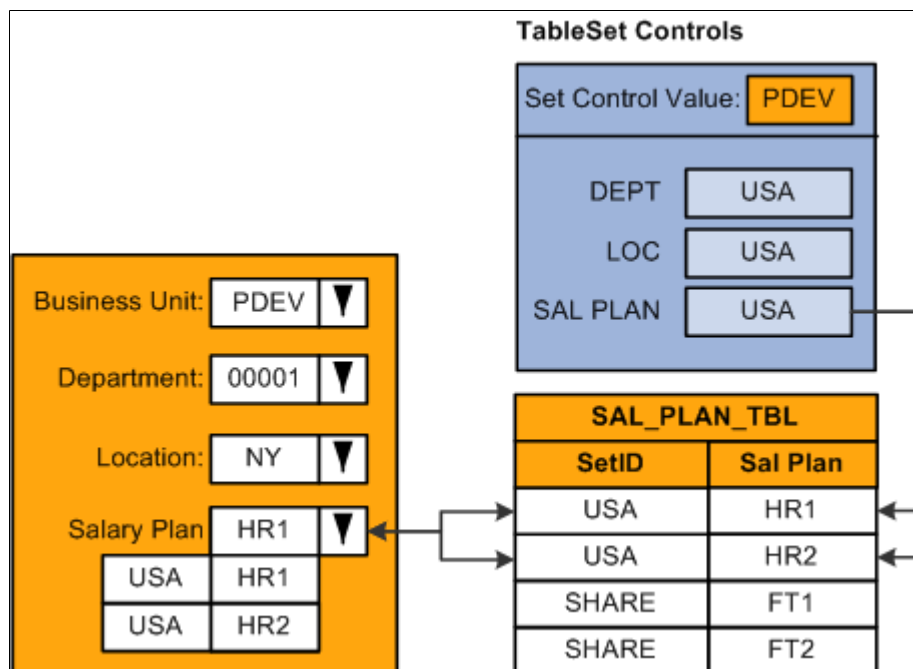 TableSet Controls
Set Control Value: PDEV
DEPT USA
LOC USA
SAL PLAN USA
Business Unit: PDEV
Department: 00001
Location: NY
Salary Plan HR1
USA HR1
USA HR2
SAL_PLAN_TBL
SetID Sal Plan
USA HR1
USA HR2
SHARE FT1
SHARE FT2